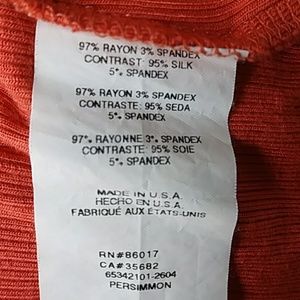 97% RAYON 3% SPANDEX
CONTRAST: 95% SILK
5% SPANDEX
97% RAYON 3% SPANDEX
CONTRASTE: 95% SEDA
5% SPANDEX
97% RAYONNE 3% SPANDEX
CONTRASTE: 95% SOIE
5% SPANDEX
MADE IN U.S.A.
HECHO EN U.S.A.
FABRIQUÉ AUX ÉTATS-UNIS
RN#86017
CA#35682
65342101-2604
PERSIMMON